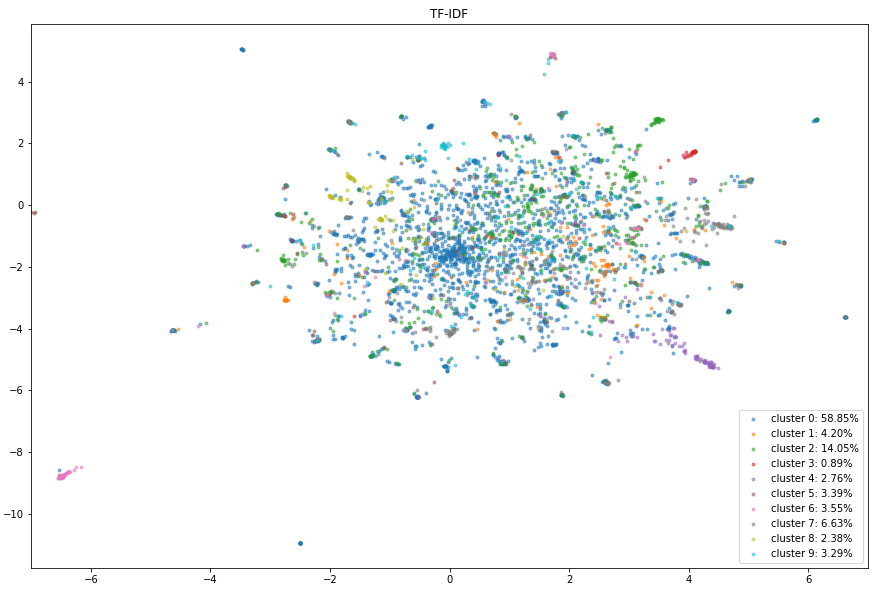 TF-IDF
4
2
0
−2
−4
−6
−8
−10
−6
−4
−2
0
2
4
6
cluster 0: 58.85%
cluster 1: 4.20%
cluster 2: 14.05%
cluster 3: 0.89%
cluster 4: 2.76%
cluster 5: 3.39%
cluster 6: 3.55%
cluster 7: 6.63%
cluster 8: 2.38%
cluster 9: 3.29%